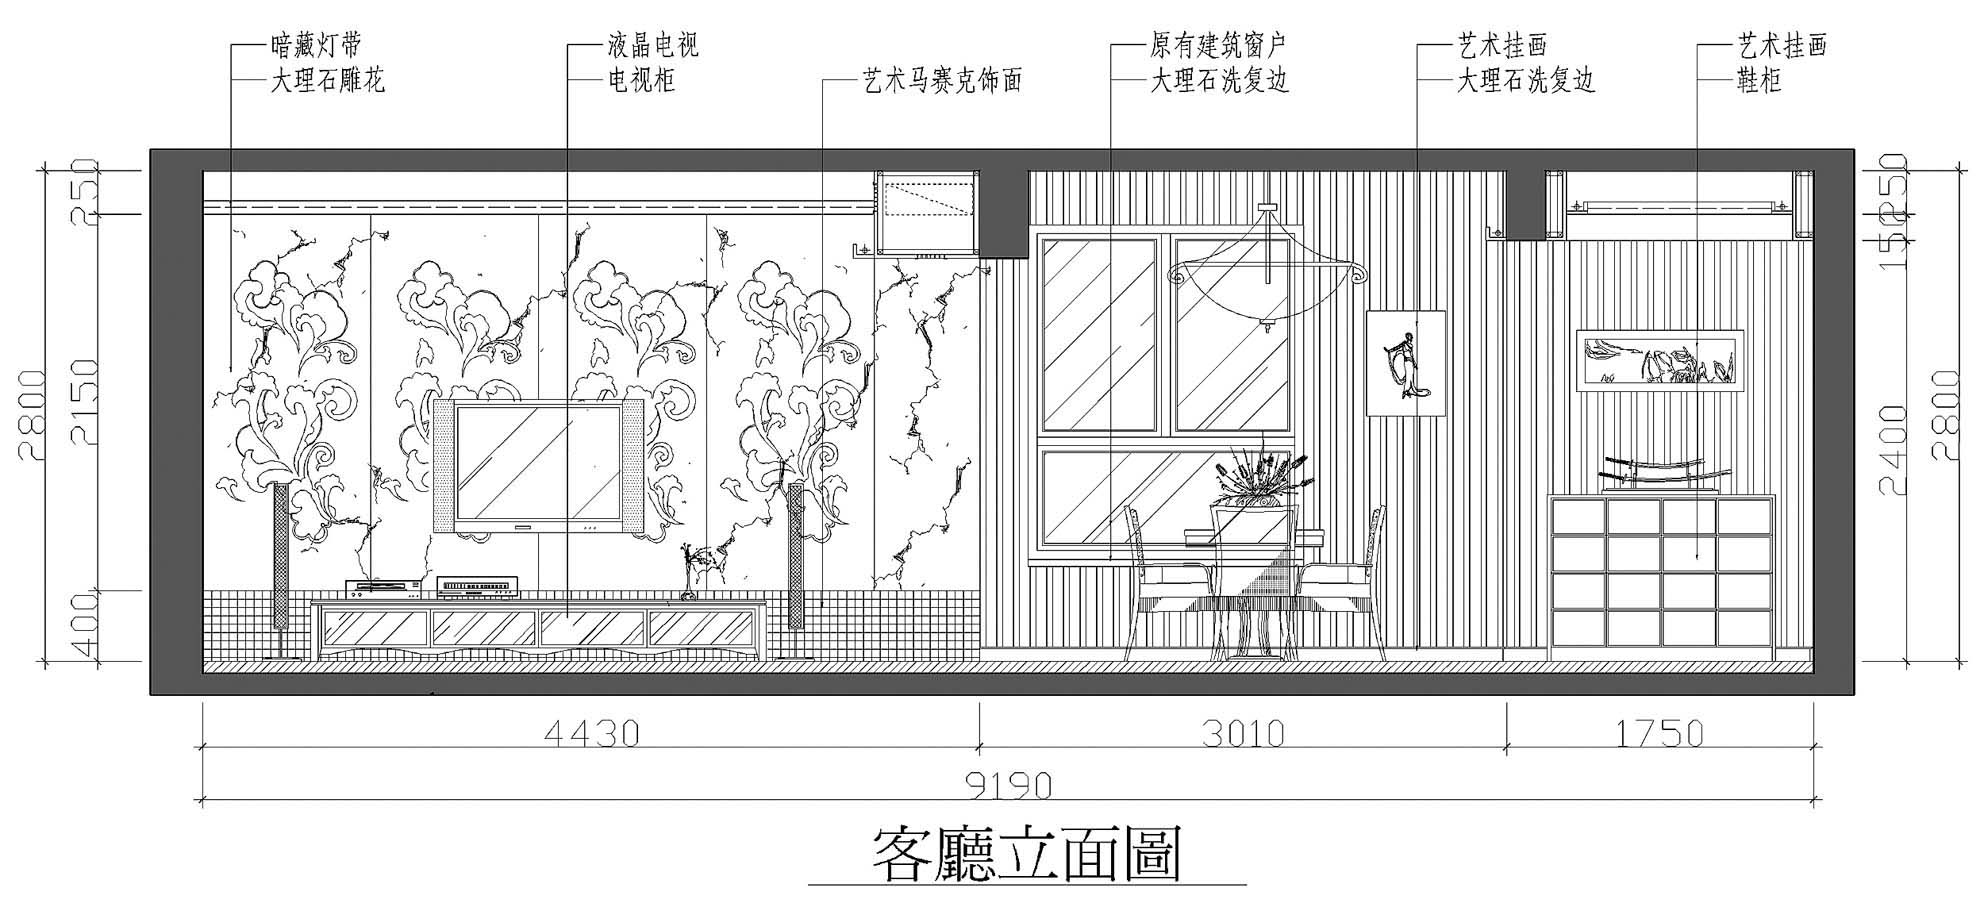 暗藏灯带
大理石雕花
液晶电视
电视柜
艺术马赛克饰面
原有建筑窗户
大理石洗复边
艺术挂画
大理石洗复边
艺术挂画
鞋柜
2800
250
2150
400
250
150
2400
2800
4430
3010
1750
9190
客廳立面圖